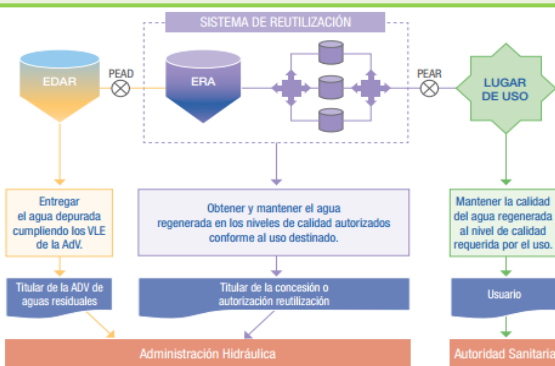 SISTEMA DE REUTILIZACIÓN
EDAR
PEAD
ERA
PEAR
LUGAR
DE USO
Entregar
el agua depurada
cumpliendo los VLE
de la AdV.
Obtener y mantener el agua
regenerada en los niveles de calidad autorizados
conforme al uso destinado.
Mantener la calidad
del agua regenerada
al nivel de calidad
requerida por el uso.
Titular de la ADV de
aguas residuales
Titular de la concesión o
autorización reutilización
Usuario
Administración Hidráulica
Autoridad Sanitaria